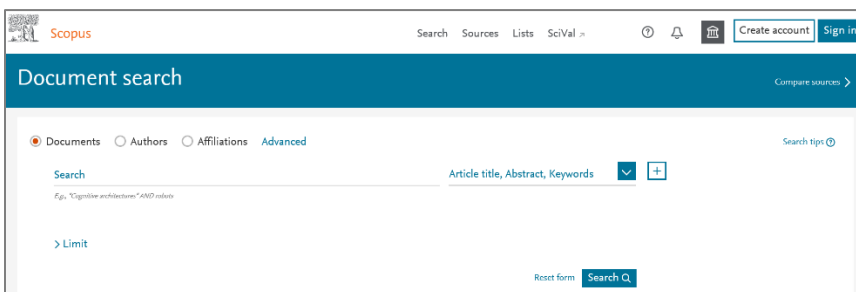 Scopus
Search Sources Lists SciVal ↗
Create account
Sign in
Document search
Compare sources >
Documents Authors Affiliations Advanced
Search tips
Search
Article title, Abstract, Keywords
E.g., "Cognitive architectures" AND robots
> Limit
Reset form
Search